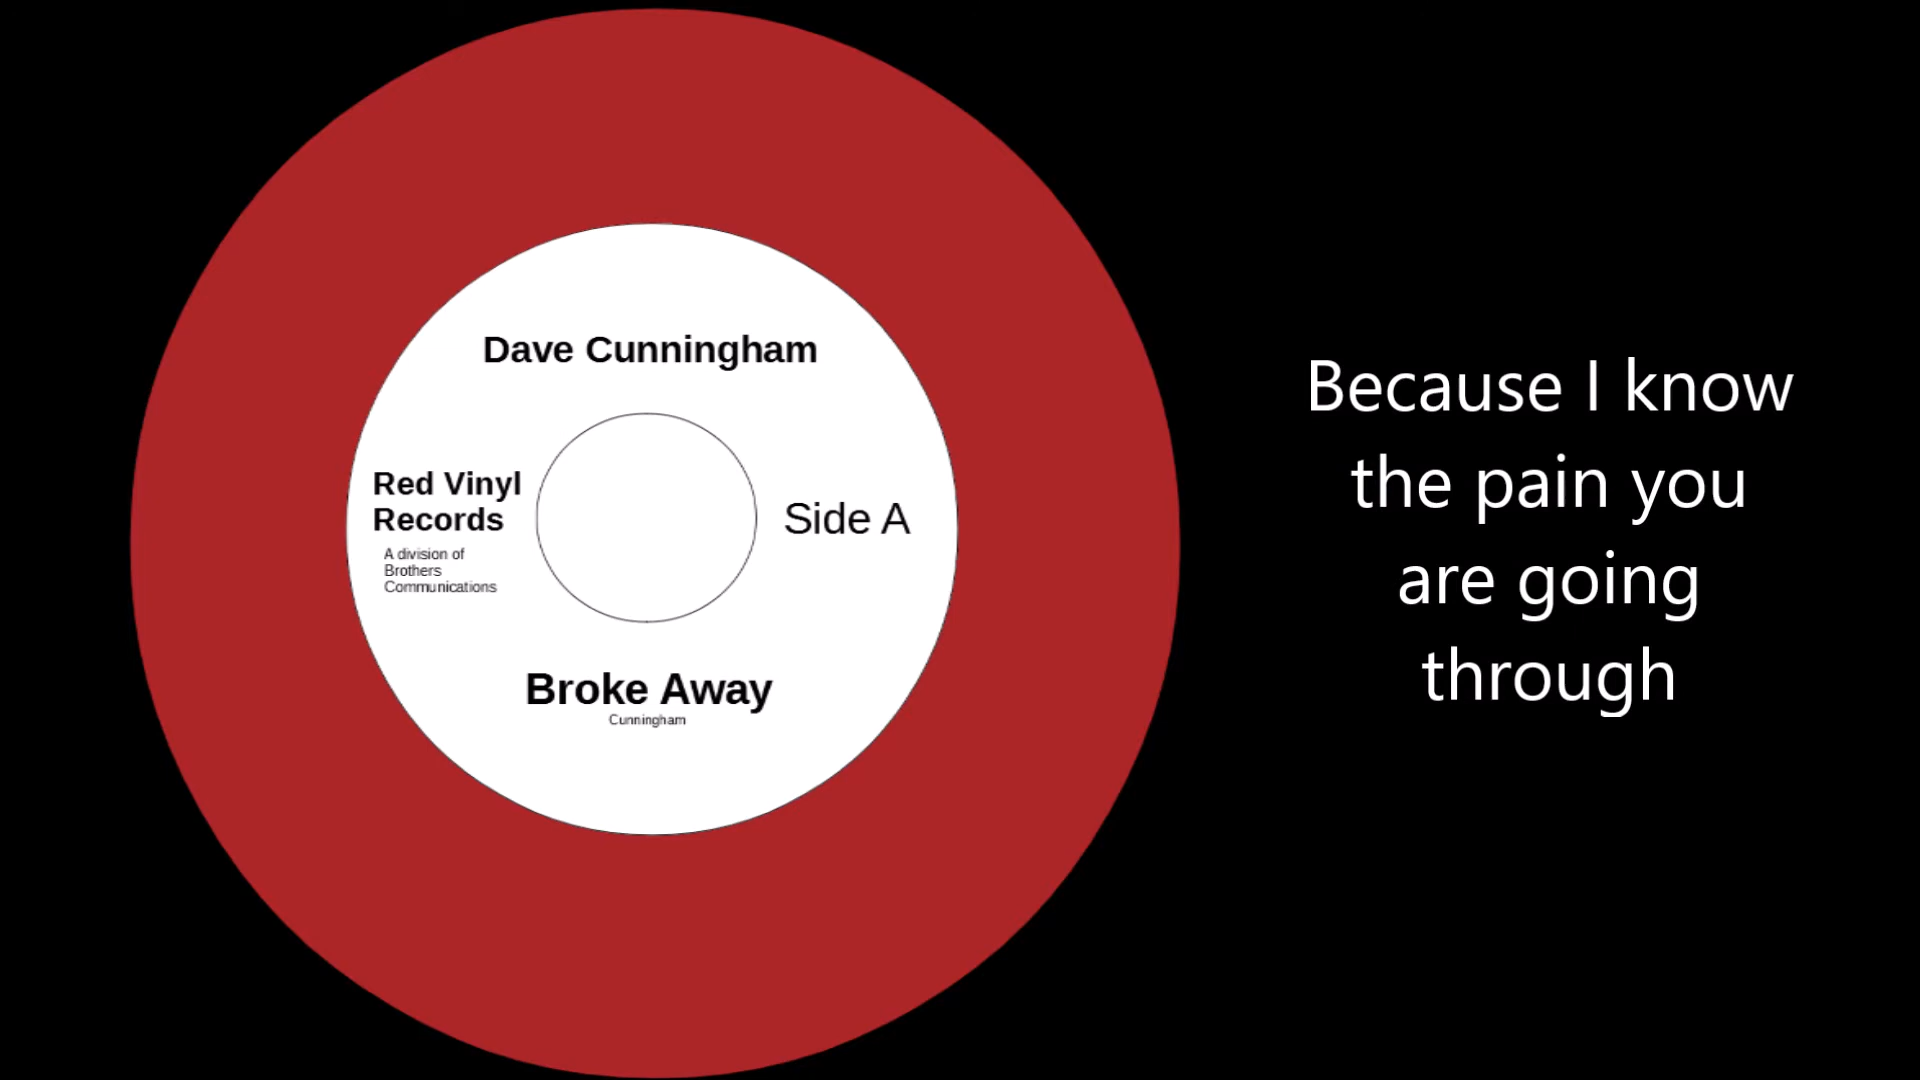 Dave Cunningham
Red Vinyl
Records
A division of
Brothers
Communications
Side A
Broke Away
Cunningham
Because I know
the pain you
are going
through